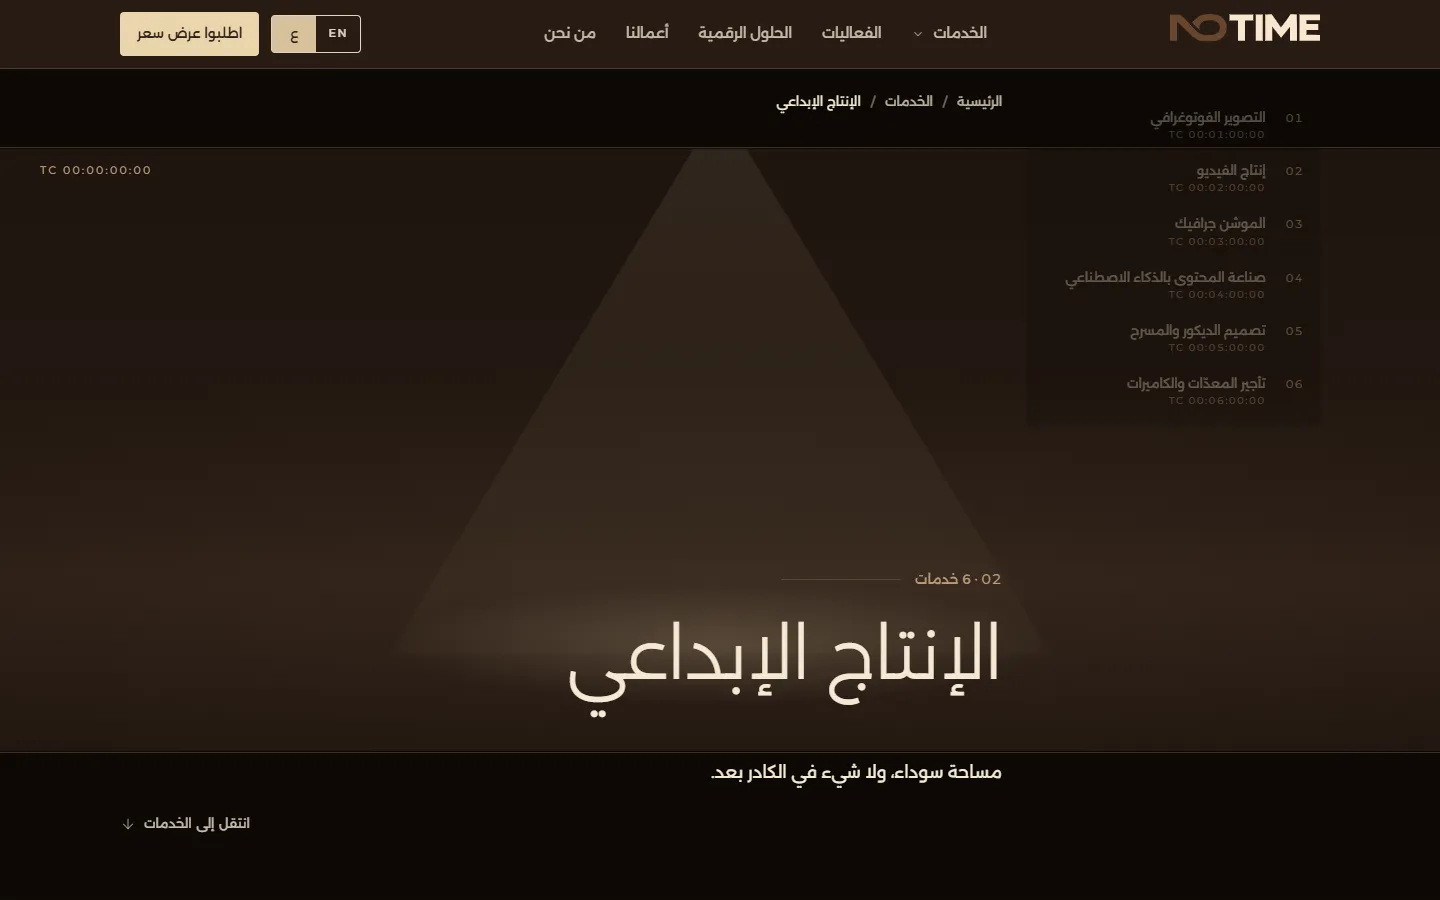 NOTIME
الخدمات
الفعاليات
الحلول الرقمية
أعمالنا
من نحن
EN
ع
اطلبوا عرض سعر
الرئيسية / الخدمات / الإنتاج الإبداعي
01 التصوير الفوتوغرافي
TC 00:01:00:00
02 إنتاج الفيديو
TC 00:02:00:00
03 الموشن جرافيك
TC 00:03:00:00
04 صناعة المحتوى بالذكاء الاصطناعي
TC 00:04:00:00
05 تصميم الديكور والمسرح
TC 00:05:00:00
06 تأجير المعدّات والكاميرات
TC 00:06:00:00
TC 00:00:00:00
02 · 6 خدمات
الإنتاج الإبداعي
مساحة سوداء، ولا شيء في الكادر بعد.
انتقل إلى الخدمات